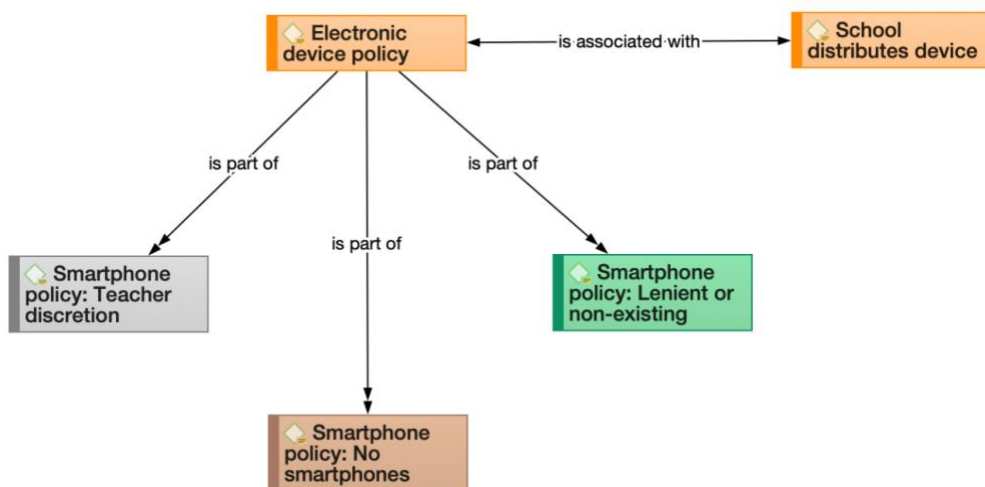 Electronic
device policy
is associated with
School
distributes device
is part of
is part of
is part of
Smartphone
policy: Teacher
discretion
Smartphone
policy: Lenient or
non-existing
Smartphone
policy: No
smartphones